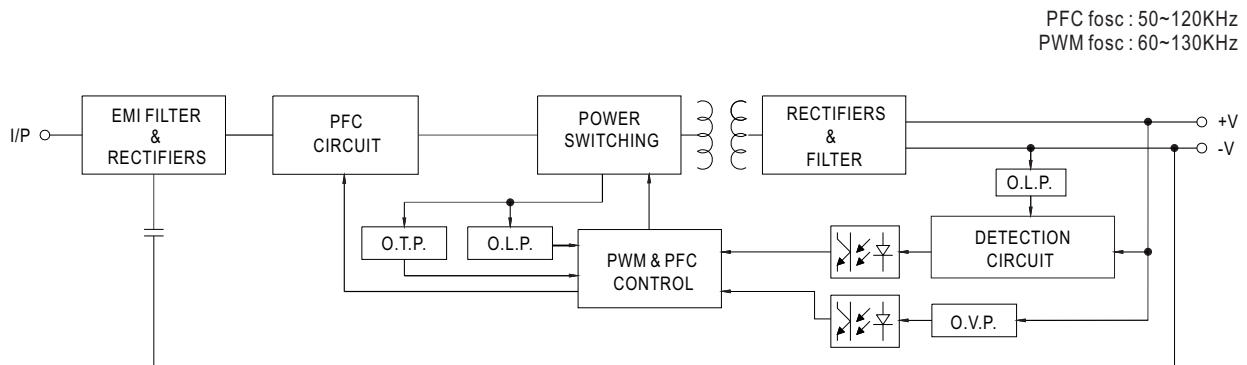 PFC fosc : 50~120KHz
PWM fosc : 60~130KHz
I/P
EMI FILTER
&
RECTIFIERS
PFC
CIRCUIT
POWER
SWITCHING
RECTIFIERS
&
FILTER
+V
-V
O.L.P.
O.T.P.
O.L.P.
PWM & PFC
CONTROL
DETECTION
CIRCUIT
O.V.P.